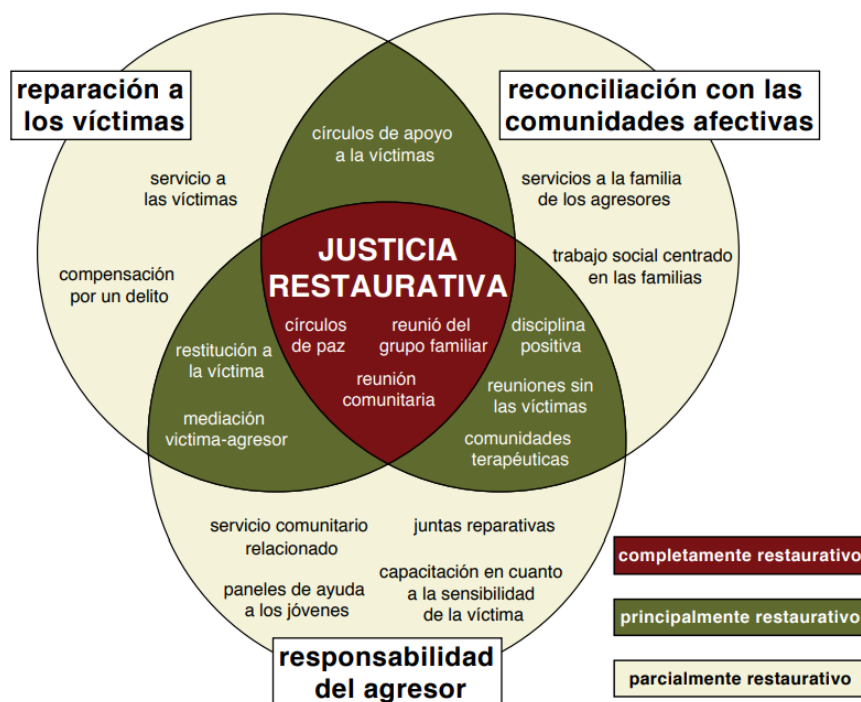 reparación a
los víctimas
reconciliación con las
comunidades afectivas
círculos de apoyo
a la víctimas
servicio a
las víctimas
servicios a la familia
de los agresores
compensación
por un delito
trabajo social centrado
en las familias
JUSTICIA
RESTAURATIVA
círculos
de paz
reunió del
grupo familiar
reunión
comunitaria
disciplina
positiva
restitución a
la víctima
reuniones sin
las víctimas
mediación
victima-agresor
comunidades
terapéuticas
servicio comunitario
relacionado
juntas reparativas
paneles de ayuda
a los jóvenes
capacitación en cuanto
a la sensibilidad
de la víctima
responsabilidad
del agresor
completamente restaurativo
principalmente restaurativo
parcialmente restaurativo